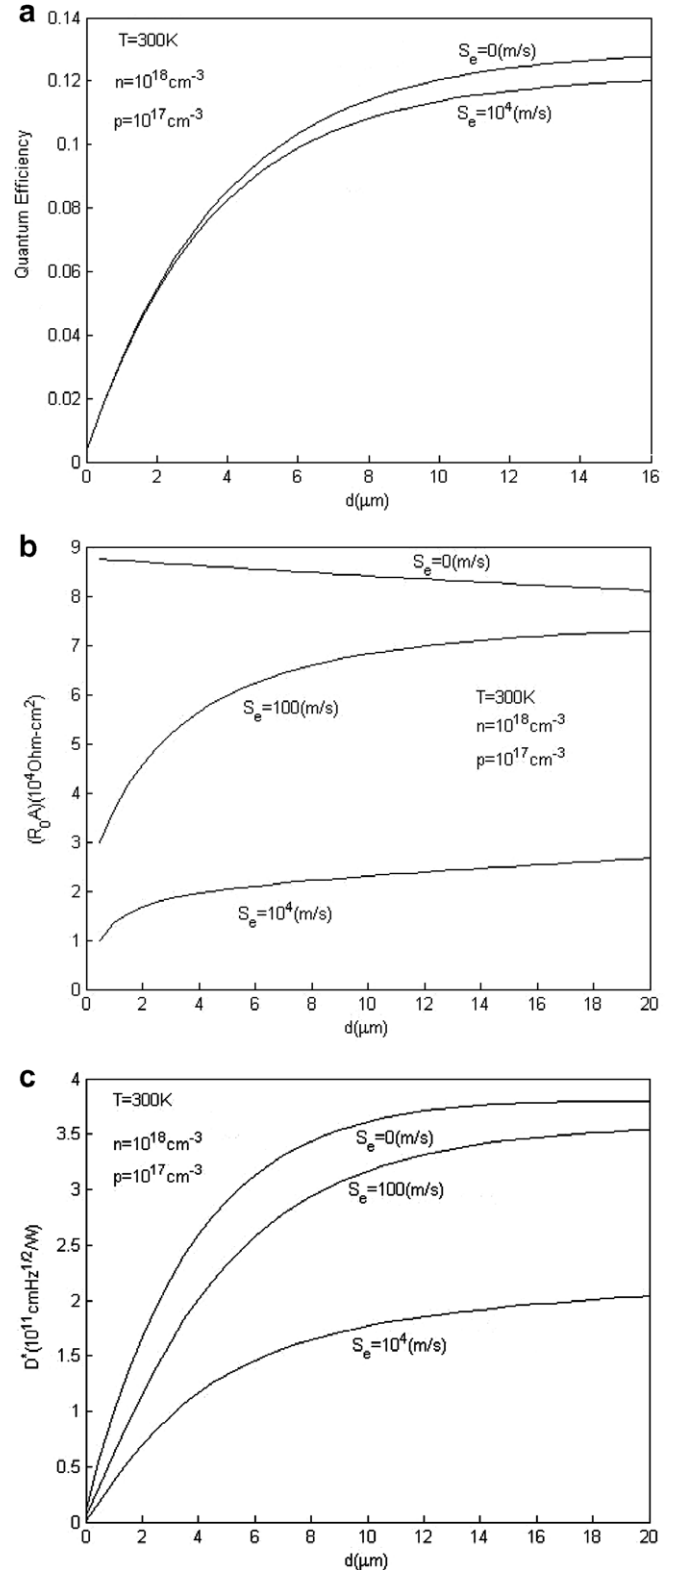 a
0.14
0.12
0.1
0.08
0.06
0.04
0.02
0
Quantum Efficiency
T=300K
n=10^18cm^-3
p=10^17cm^-3
S_e=0(m/s)
S_e=10^4(m/s)
0 2 4 6 8 10 12 14 16
d(μm)
b
9
8
7
6
5
4
3
2
1
0
(R_0A)(10^4Ohm-cm^2)
S_e=0(m/s)
S_e=100(m/s)
T=300K
n=10^18cm^-3
p=10^17cm^-3
S_e=10^4(m/s)
0 2 4 6 8 10 12 14 16 18 20
d(μm)
c
4
3.5
3
2.5
2
1.5
1
0.5
0
D*(10^11cmHz^1/2/W)
T=300K
n=10^18cm^-3
p=10^17cm^-3
S_e=0(m/s)
S_e=100(m/s)
S_e=10^4(m/s)
0 2 4 6 8 10 12 14 16 18 20
d(μm)